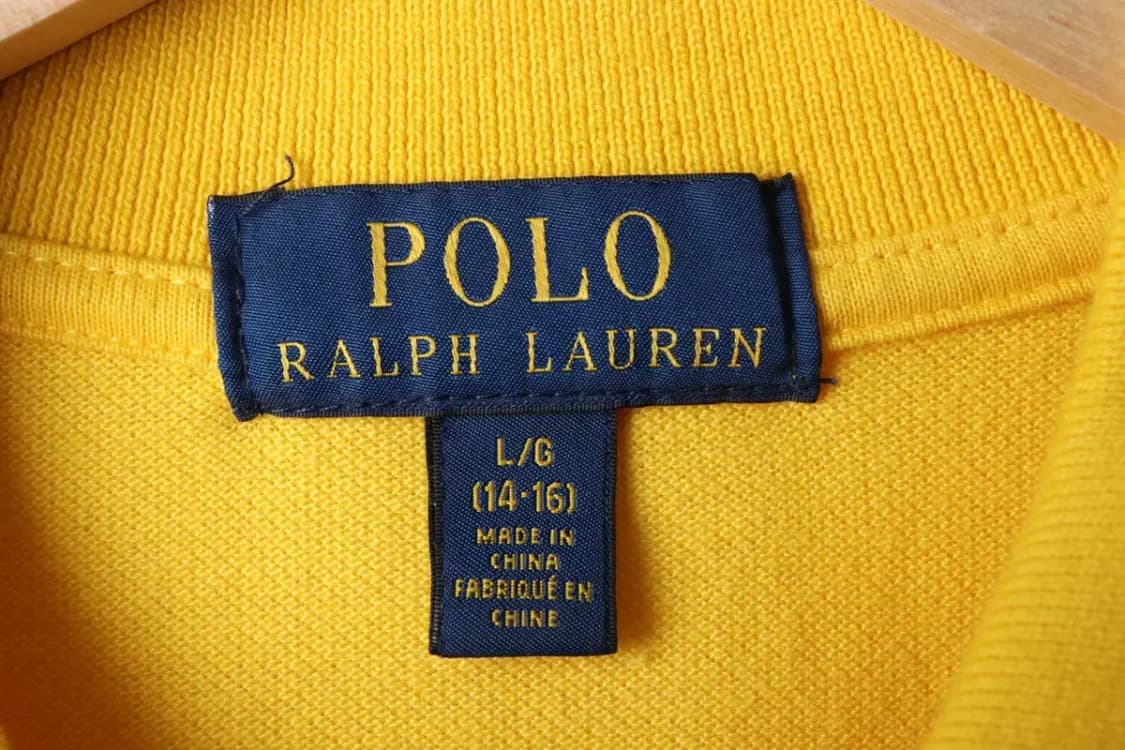 POLO
RALPH LAUREN
L/G
(14-16)
MADE IN
CHINA
FABRIQUÉ EN
CHINE